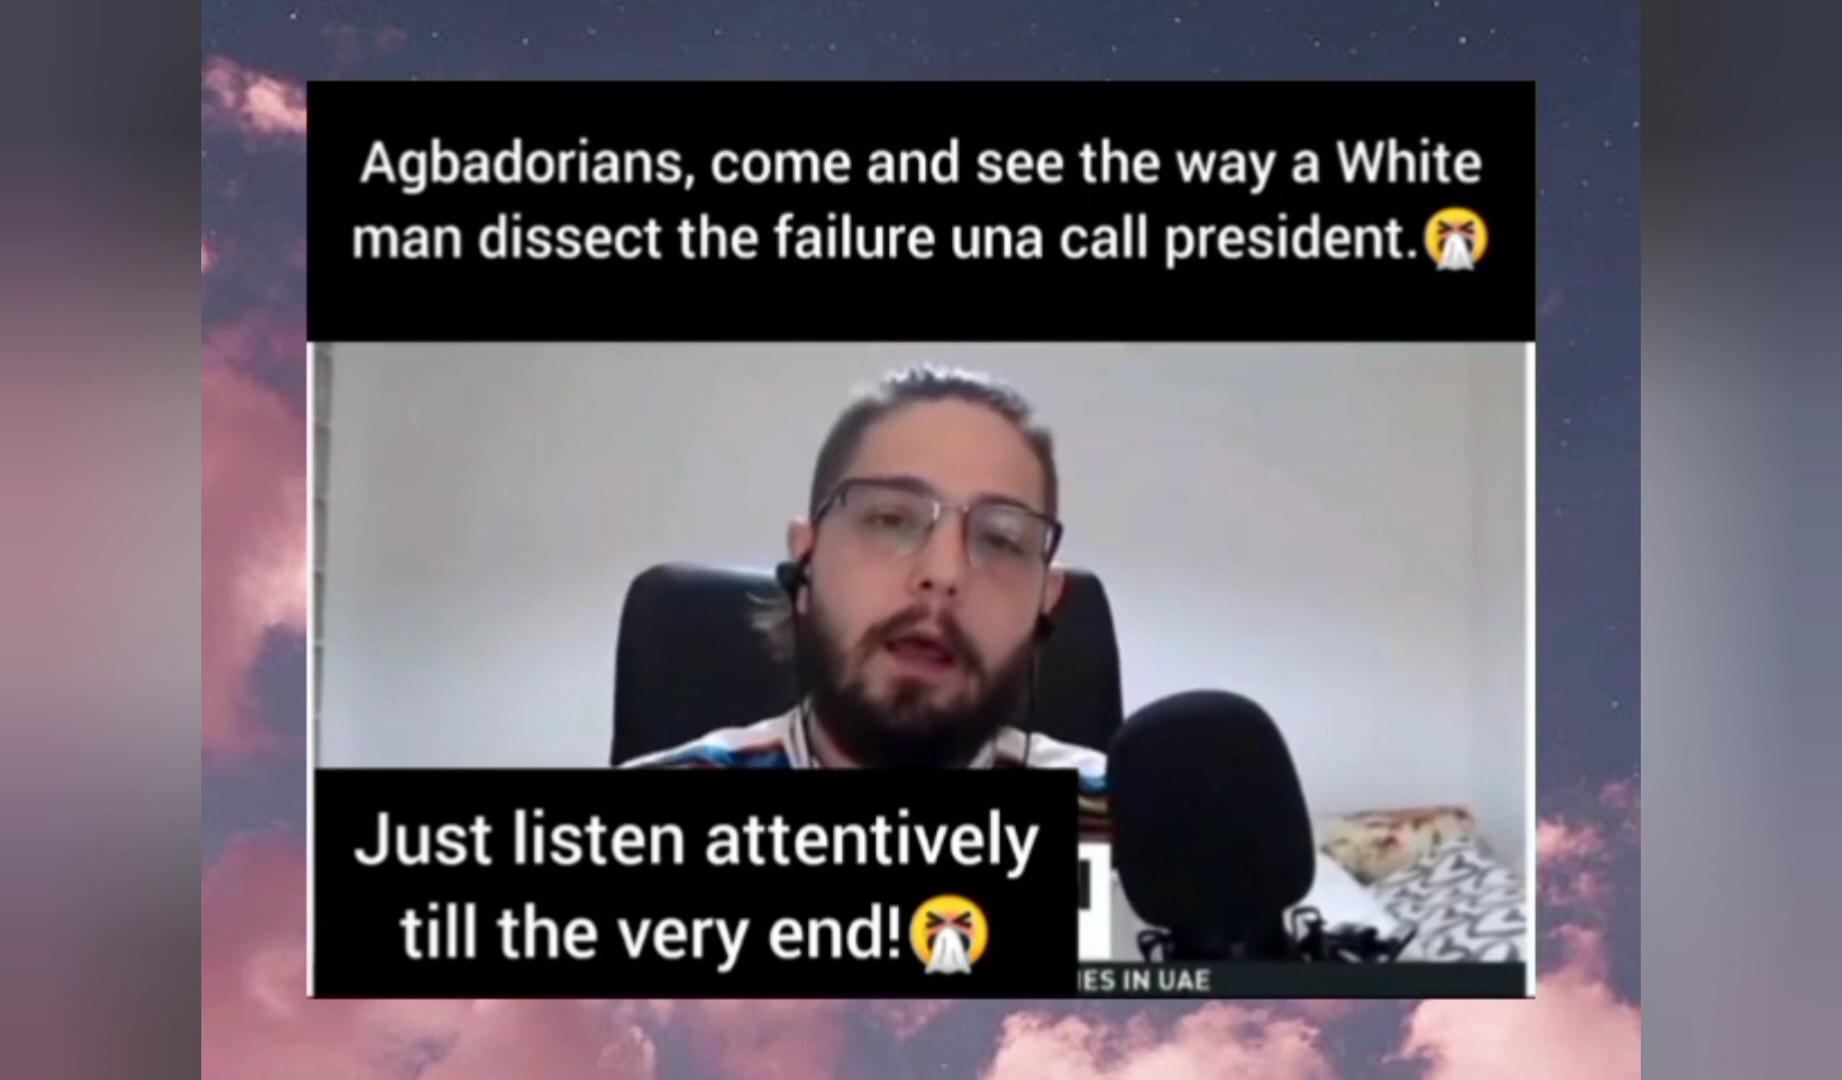 Agbadorians, come and see the way a White
man dissect the failure una call president.🤧
Just listen attentively
till the very end!🤧
IES IN UAE